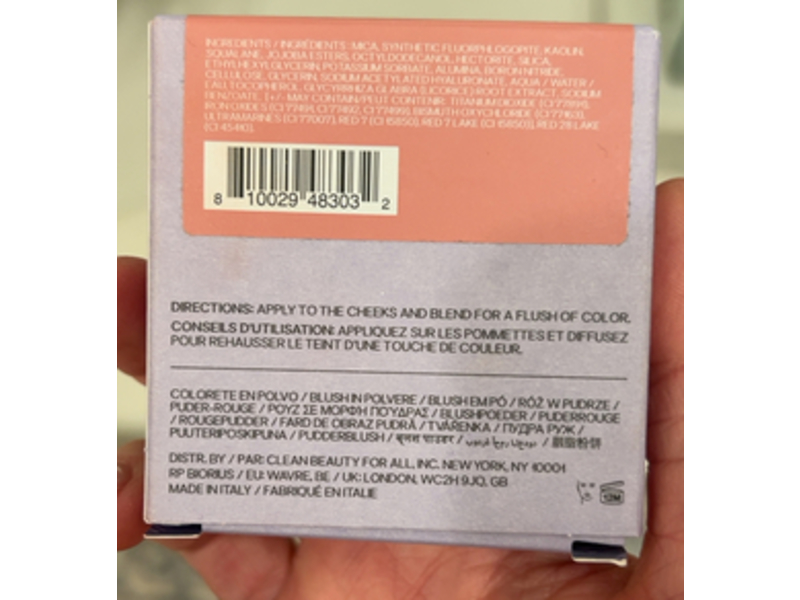 INGREDIENTS / INGRÉDIENTS : MICA, SYNTHETIC FLUORPHLOGOPITE, KAOLIN,
SQUALANE, JOJOBA ESTERS, OCTYLDODECANOL, HECTORITE, SILICA,
ETHYLHEXYLGLYCERIN, POTASSIUM SORBATE, ALUMINA, BORON NITRIDE,
CELLULOSE, GLYCERIN, SODIUM ACETYLATED HYALURONATE, AQUA / WATER /
EAU, TOCOPHEROL, GLYCYRRHIZA GLABRA (LICORICE) ROOT EXTRACT, SODIUM
BENZOATE. [+/- MAY CONTAIN/PEUT CONTENIR: TITANIUM DIOXIDE (CI 77891),
IRON OXIDES (CI 77491, CI 77492, CI 77499), BISMUTH OXYCHLORIDE (CI 77163),
ULTRAMARINES (CI 77007), RED 7 (CI 15850), RED 7 LAKE (CI 15850), RED 28 LAKE
(CI 45410)].
8 10029 48303 2
DIRECTIONS: APPLY TO THE CHEEKS AND BLEND FOR A FLUSH OF COLOR.
CONSEILS D'UTILISATION: APPLIQUEZ SUR LES POMMETTES ET DIFFUSEZ
POUR REHAUSSER LE TEINT D'UNE TOUCHE DE COULEUR.
COLORETE EN POLVO / BLUSH IN POLVERE / BLUSH EM PÓ / RÓŻ W PUDRZE /
PUDER-ROUGE / ΡΟΥΖ ΣΕ ΜΟΡΦΗ ΠΟΥΔΡΑΣ / BLUSHPOEDER / PUDERROUGE
/ ROUGEPUDDER / FARD DE OBRAZ PUDRĂ / TVÁŘENKA / ПУДРА РУЖ /
PUUTERIPOSKIPUNA / PUDDERBLUSH / ब्लश पाउडर / / 胭脂粉饼
DISTR. BY / PAR: CLEAN BEAUTY FOR ALL, INC. NEW YORK, NY 10001
RP BIORIUS / EU: WAVRE, BE / UK: LONDON, WC2H 9JQ, GB
MADE IN ITALY / FABRIQUÉ EN ITALIE
12M